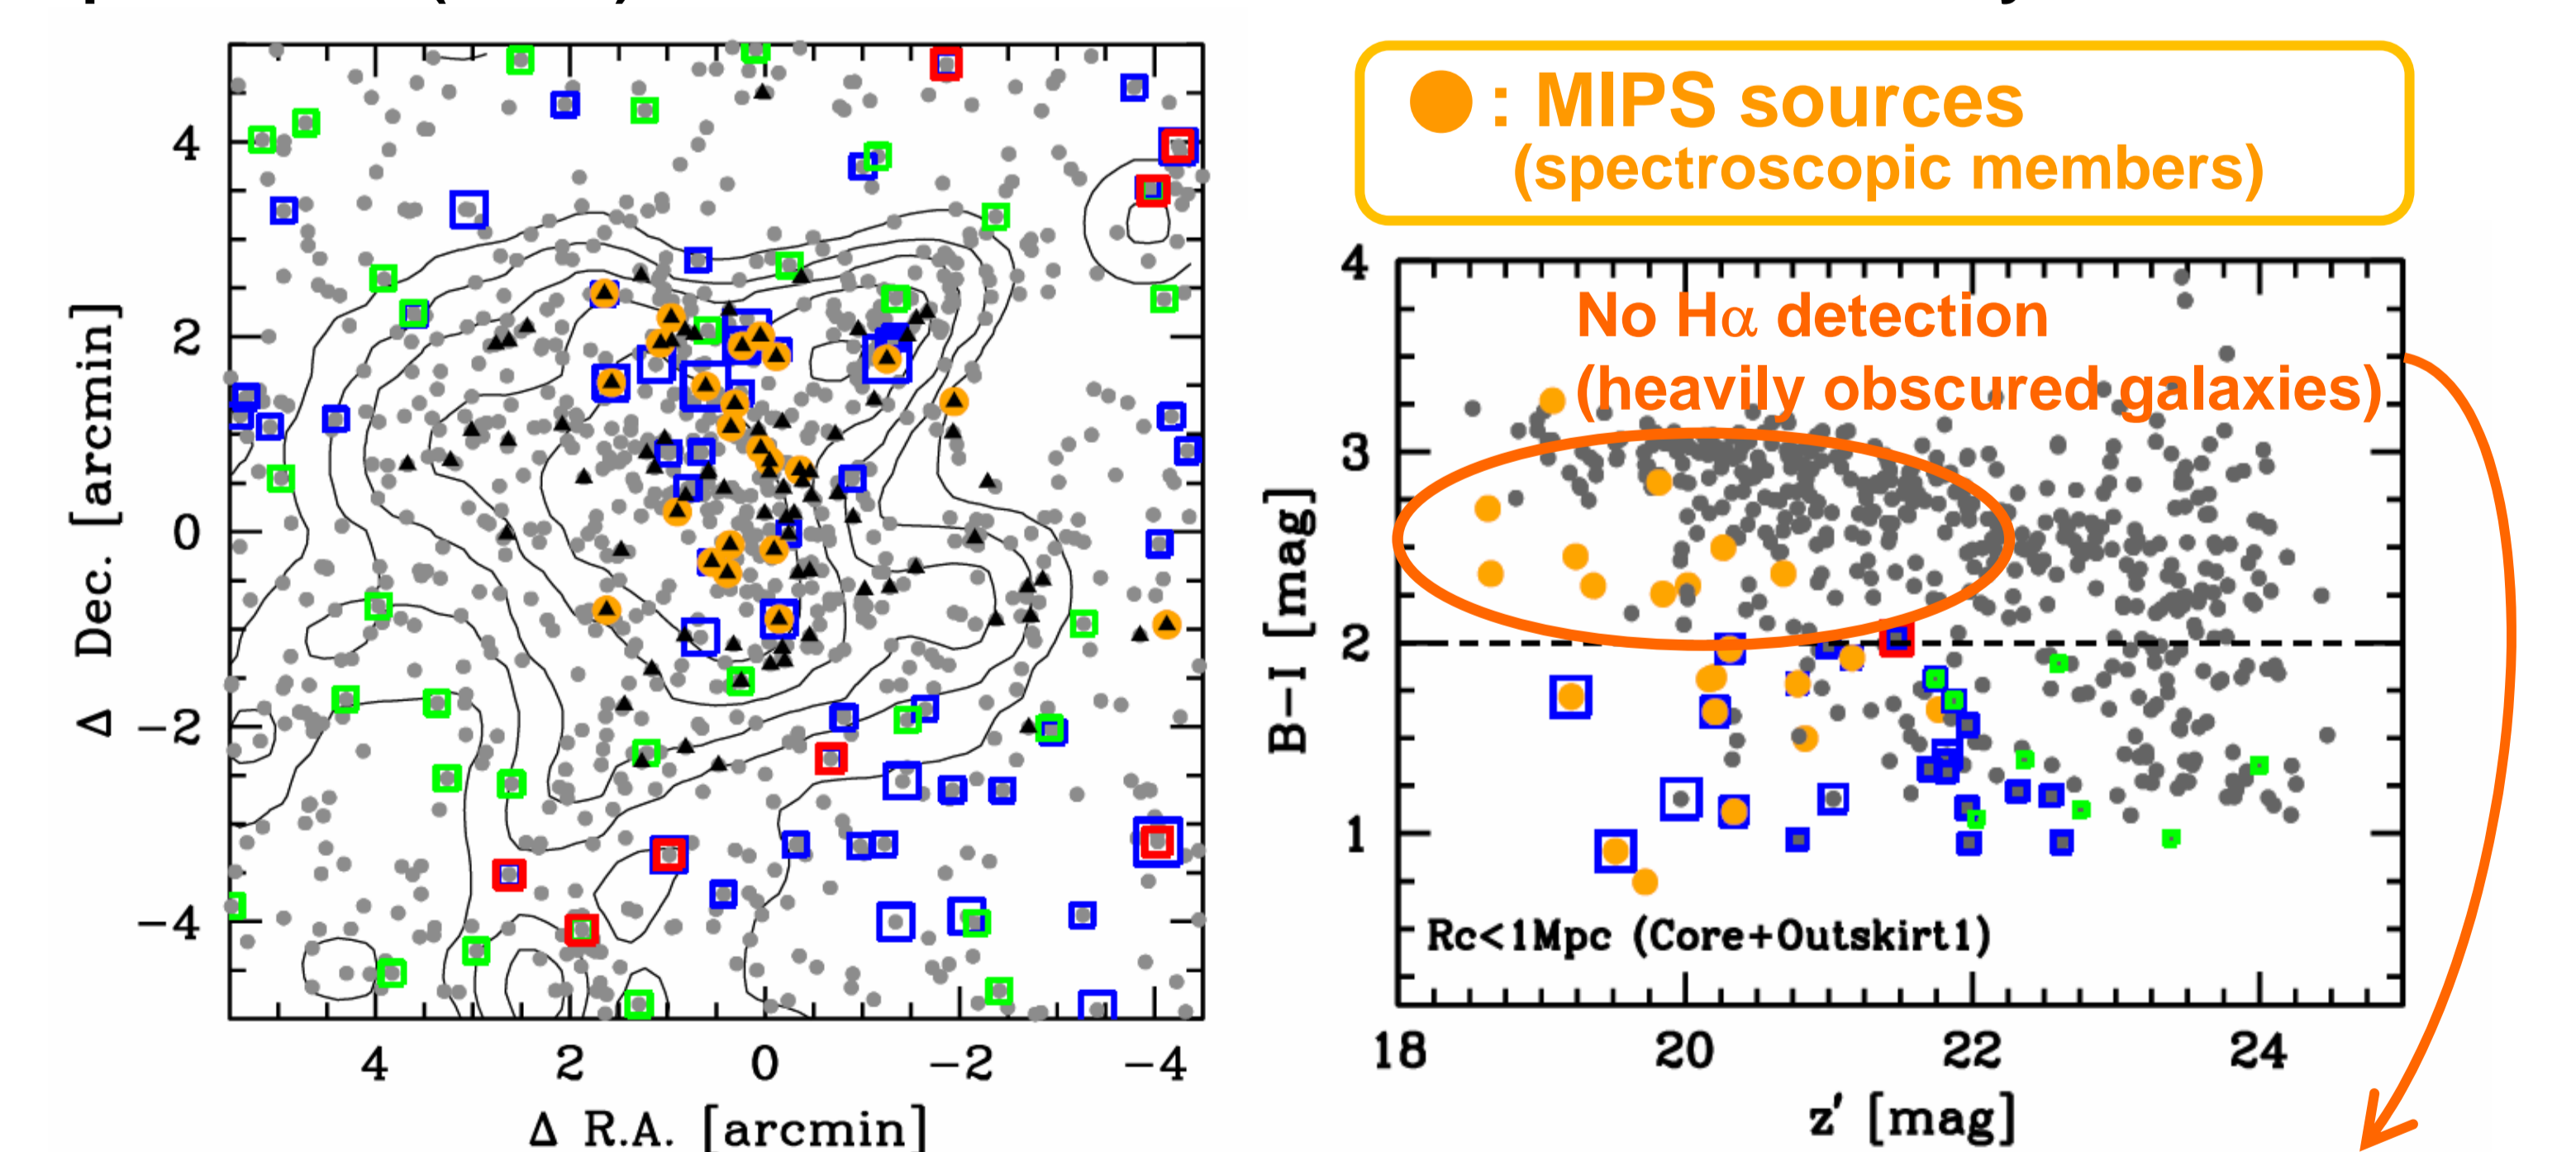 4
2
0
−2
−4
4
2
0
−2
−4
Δ Dec. [arcmin]
Δ R.A. [arcmin]
: MIPS sources
(spectroscopic members)
No Hα detection
(heavily obscured galaxies)
4
3
2
1
B−I [mag]
Rc<1Mpc (Core+Outskirt1)
18
20
22
24
z′ [mag]